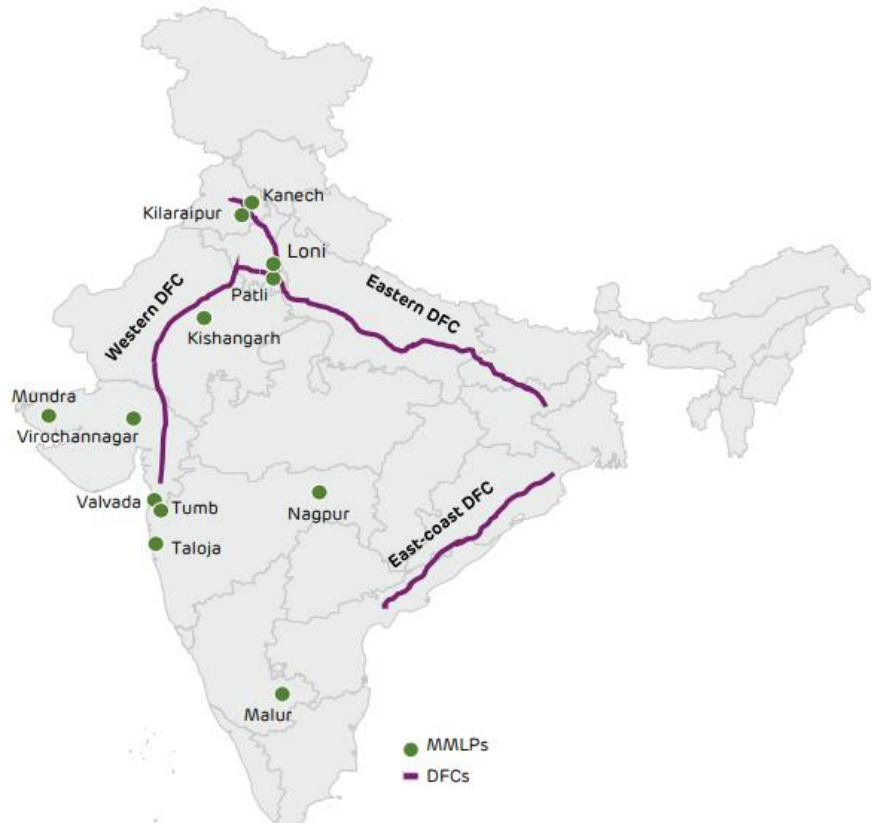 Kanech
Kilaraipur
Loni
Patli
Western DFC
Eastern DFC
Kishangarh
Mundra
Virochannagar
Valvada
Tumb
Nagpur
East-coast DFC
Taloja
Malur
MMLPs
DFCs